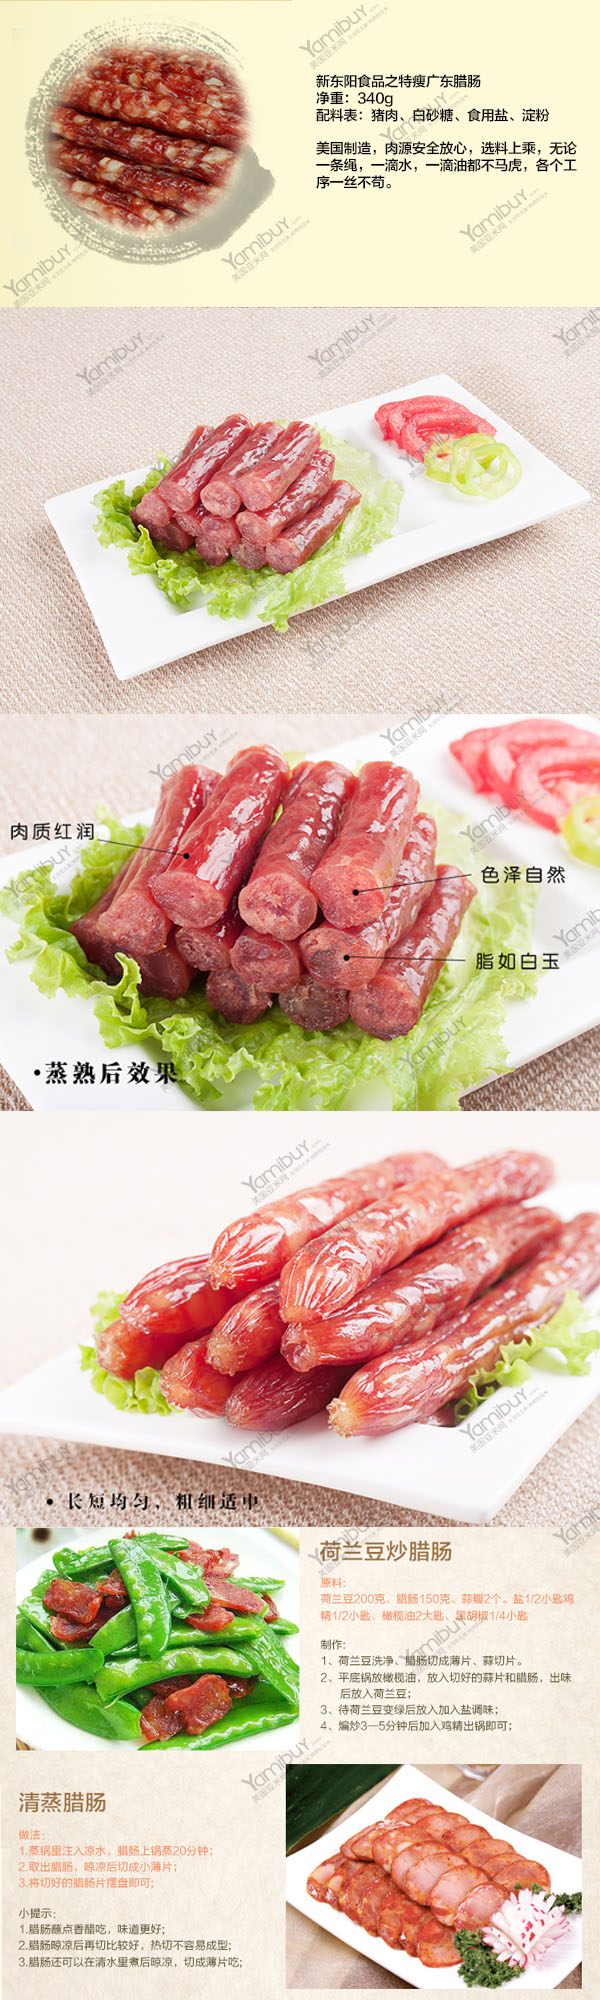 新东阳食品之特瘦广东腊肠
净重：340g
配料表：猪肉、白砂糖、食用盐、淀粉
美国制造，肉源安全放心，选料上乘，无论
一条绳，一滴水，一滴油都不马虎，各个工
序一丝不苟。
Yamibuy.com
美国亚米网
肉质红润
色泽自然
脂如白玉
•蒸熟后效果
• 长短均匀，粗细适中
荷兰豆炒腊肠
原料：
荷兰豆200克、腊肠150克、蒜瓣2个。盐1/2小匙鸡
精1/2小匙、橄榄油2大匙、黑胡椒1/4小匙
制作：
1、荷兰豆洗净、腊肠切成薄片、蒜切片。
2、平底锅放橄榄油，放入切好的蒜片和腊肠，出味
后放入荷兰豆；
3、待荷兰豆变绿后放入加入盐调味；
4、煸炒3—5分钟后加入鸡精出锅即可；
清蒸腊肠
做法：
1.蒸锅里注入凉水，腊肠上锅蒸20分钟；
2.取出腊肠，晾凉后切成小薄片；
3.将切好的腊肠片摆盘即可；
小提示：
1.腊肠蘸点香醋吃，味道更好；
2.腊肠晾凉后再切比较好，热切不容易成型；
3.腊肠还可以在清水里煮后晾凉，切成薄片吃；